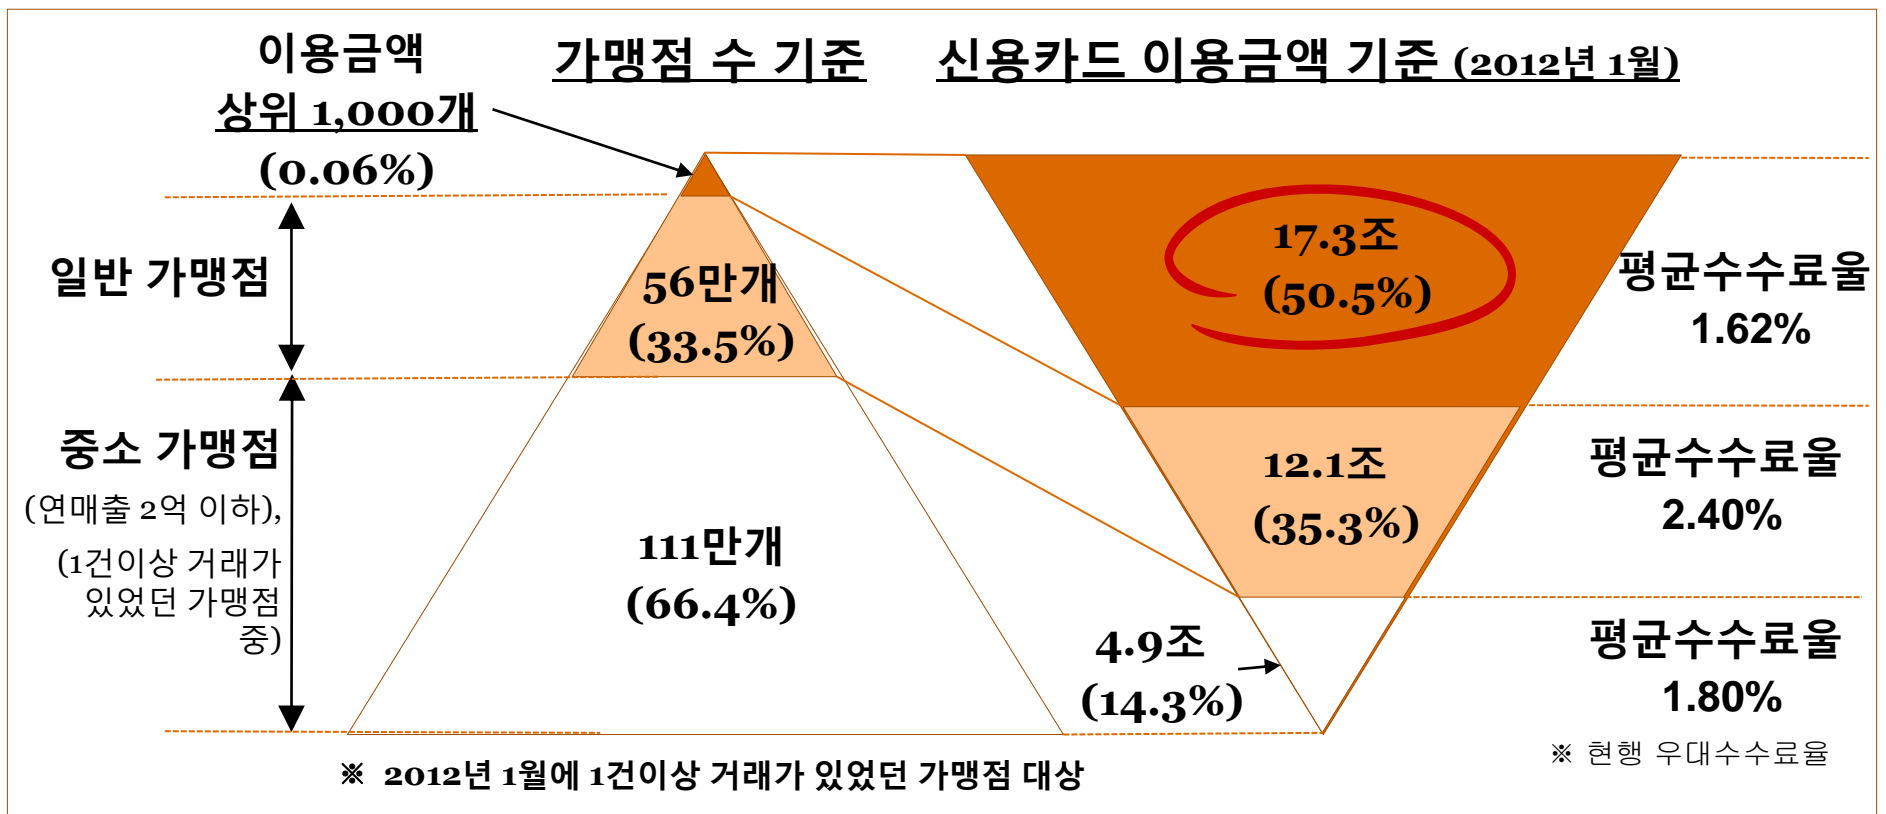 이용금액
상위 1,000개
(0.06%)
가맹점 수 기준
신용카드 이용금액 기준 (2012년 1월)
일반 가맹점
56만개
(33.5%)
17.3조
(50.5%)
평균수수료울
1.62%
중소 가맹점
(연매출 2억 이하),
(1건이상 거래가
있었던 가맹점
중)
111만개
(66.4%)
12.1조
(35.3%)
평균수수료울
2.40%
4.9조
(14.3%)
평균수수료울
1.80%
※ 현행 우대수수료율
※ 2012년 1월에 1건이상 거래가 있었던 가맹점 대상